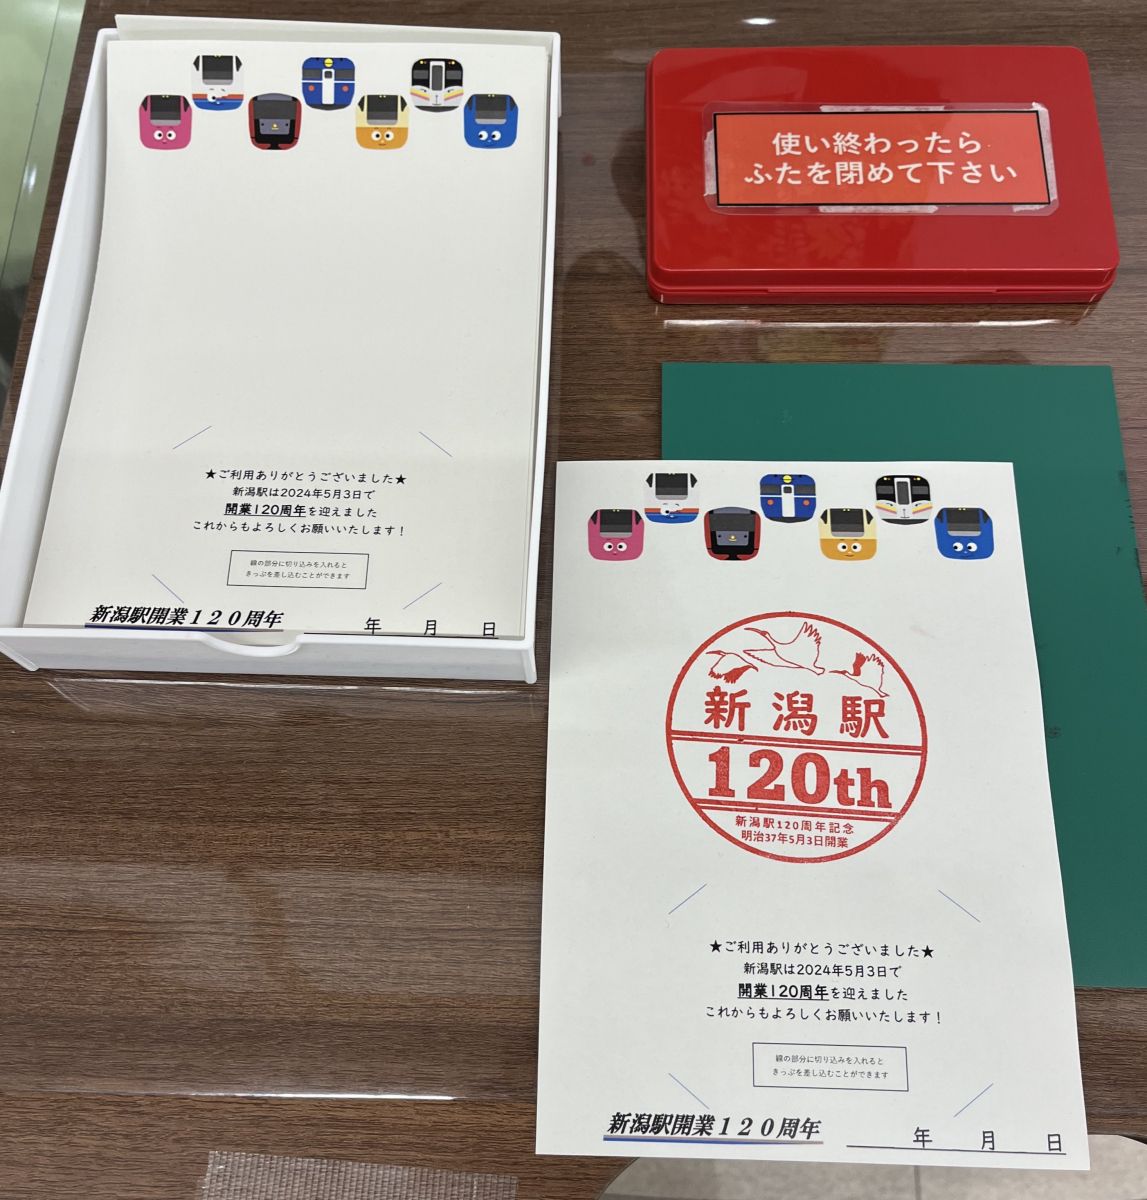 ★ご利用ありがとうございました★
新潟駅は2024年5月3日で
開業120周年を迎えました
これからもよろしくお願いいたします！
線の部分に切り込みを入れると
きっぷを差し込むことができます
新潟駅開業１２０周年　年　月　日
使い終わったら
ふたを閉めて下さい
新潟駅
120th
新潟駅120周年記念
明治37年5月3日開業
★ご利用ありがとうございました★
新潟駅は2024年5月3日で
開業120周年を迎えました
これからもよろしくお願いいたします！
線の部分に切り込みを入れると
きっぷを差し込むことができます
新潟駅開業１２０周年　年　月　日